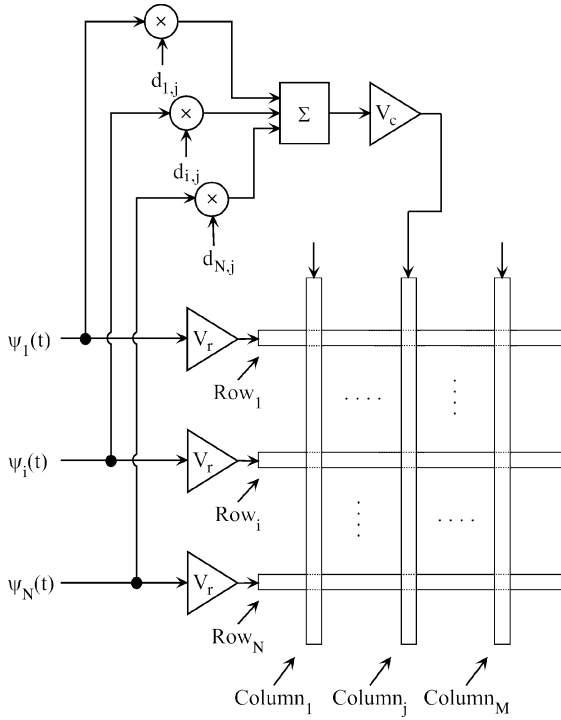 ×
d1,j
×
Σ
Vc
di,j
×
dN,j
ψ1(t)
Vr
Row1
ψi(t)
Vr
Rowi
ψN(t)
Vr
RowN
Column1
Columnj
ColumnM